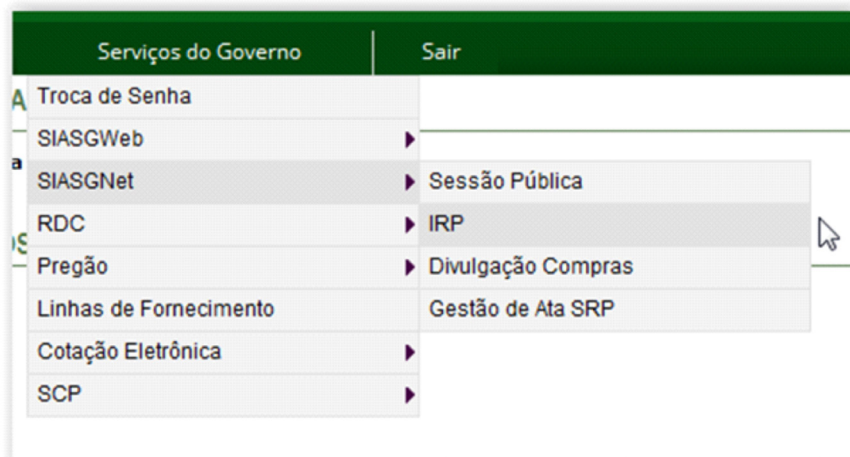 Serviços do Governo
Sair
Troca de Senha
SIASGWeb
SIASGNet
RDC
Pregão
Linhas de Fornecimento
Cotação Eletrônica
SCP
Sessão Pública
IRP
Divulgação Compras
Gestão de Ata SRP